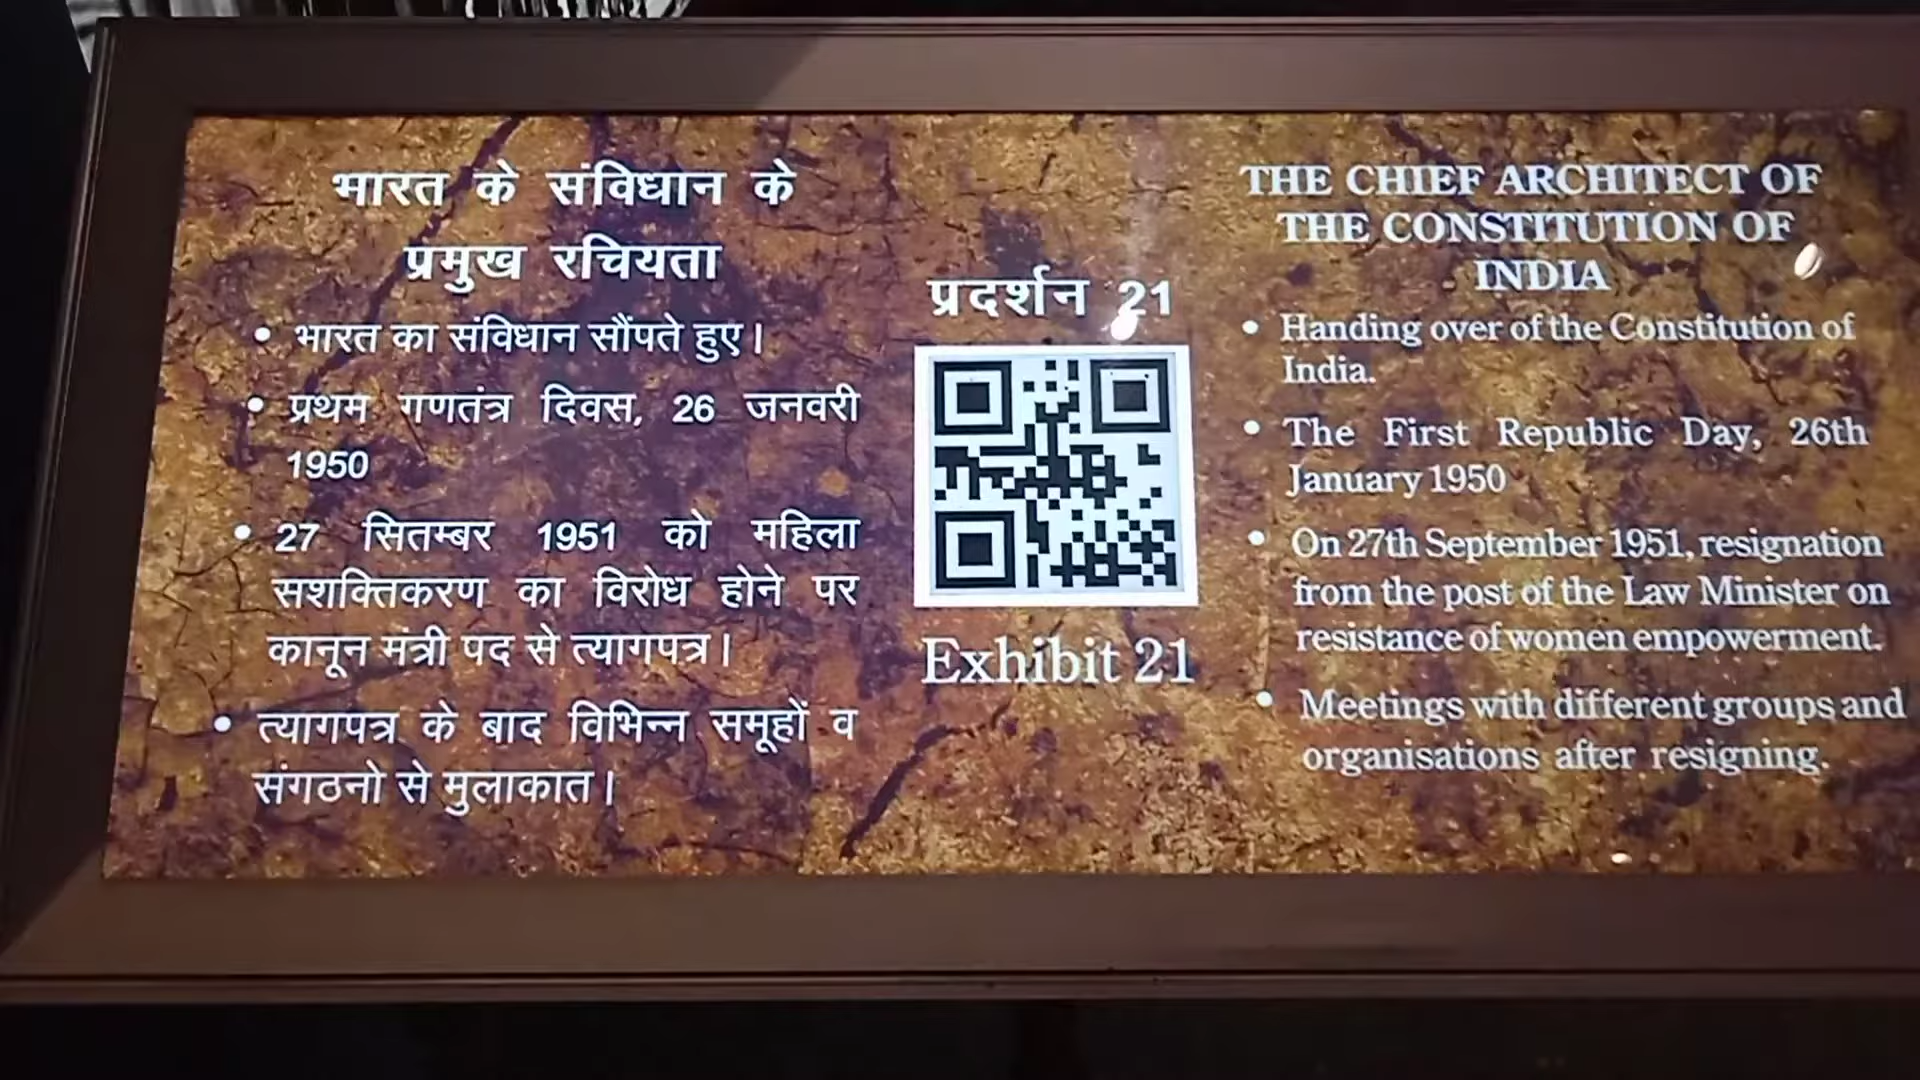 भारत के संविधान के
प्रमुख रचियता
• भारत का संविधान सौंपते हुए।
• प्रथम गणतंत्र दिवस, 26 जनवरी
1950
• 27 सितम्बर 1951 को महिला
सशक्तिकरण का विरोध होने पर
कानून मंत्री पद से त्यागपत्र।
• त्यागपत्र के बाद विभिन्न समूहों व
संगठनो से मुलाकात।
प्रदर्शन 21
Exhibit 21
THE CHIEF ARCHITECT OF
THE CONSTITUTION OF
INDIA
• Handing over of the Constitution of
India.
• The First Republic Day, 26th
January 1950
• On 27th September 1951, resignation
from the post of the Law Minister on
resistance of women empowerment.
• Meetings with different groups and
organisations after resigning.